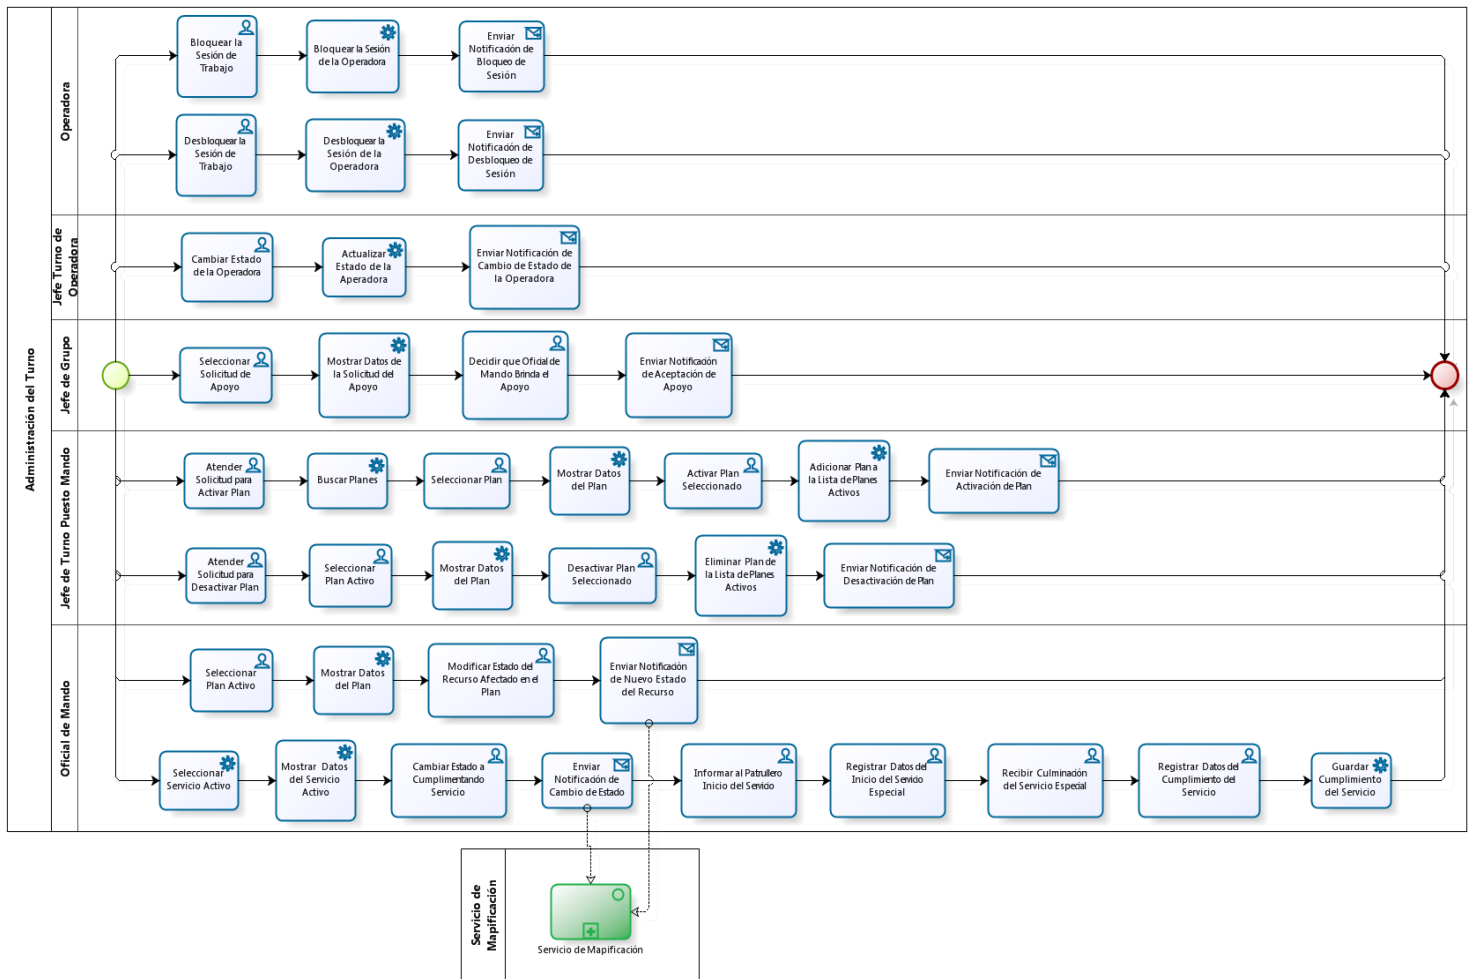 Administración del Turno
Operadora
Bloquear la
Sesión de
Trabajo
Bloquear la Sesión
de la Operadora
Enviar
Notificación de
Bloqueo de
Sesión
Desbloquear la
Sesión de
Trabajo
Desbloquear la
Sesión de la
Operadora
Enviar
Notificación de
Desbloqueo de
Sesión
Jefe Turno de
Operadora
Cambiar Estado
de la Operadora
Actualizar
Estado de la
Aperadora
Enviar Notificación de
Cambio de Estado de
la Operadora
Jefe de Grupo
Seleccionar
Solicitud de
Apoyo
Mostrar Datos de
la Solicitud del
Apoyo
Decidir que Oficial de
Mando Brinda el
Apoyo
Enviar Notificación
de Aceptación de
Apoyo
Jefe de Turno Puesto Mando
Atender
Solicitud para
Activar Plan
Buscar Planes
Seleccionar Plan
Mostrar Datos
del Plan
Activar Plan
Seleccionado
Adicionar Plan a
la Lista de Planes
Activos
Enviar Notificación de
Activación de Plan
Atender
Solicitud para
Desactivar Plan
Seleccionar
Plan Activo
Mostrar Datos
del Plan
Desactivar Plan
Seleccionado
Eliminar Plan de
la Lista de Planes
Activos
Enviar Notificación de
Desactivación de Plan
Oficial de Mando
Seleccionar
Plan Activo
Mostrar Datos
del Plan
Modificar Estado del
Recurso Afectado en el
Plan
Enviar Notificación
de Nuevo Estado
del Recurso
Seleccionar
Servicio Activo
Mostrar Datos
del Servicio
Activo
Cambiar Estado a
Cumplimentando
Servicio
Enviar
Notificación de
Cambio de Estado
Informar al Patrullero
Inicio del Servicio
Registrar Datos del
Inicio del Servicio
Especial
Recibir Culminación
del Servicio Especial
Registrar Datos del
Cumplimiento del
Servicio
Guardar
Cumplimiento
del Servicio
Servicio de
Mapificación
Servicio de Mapificación